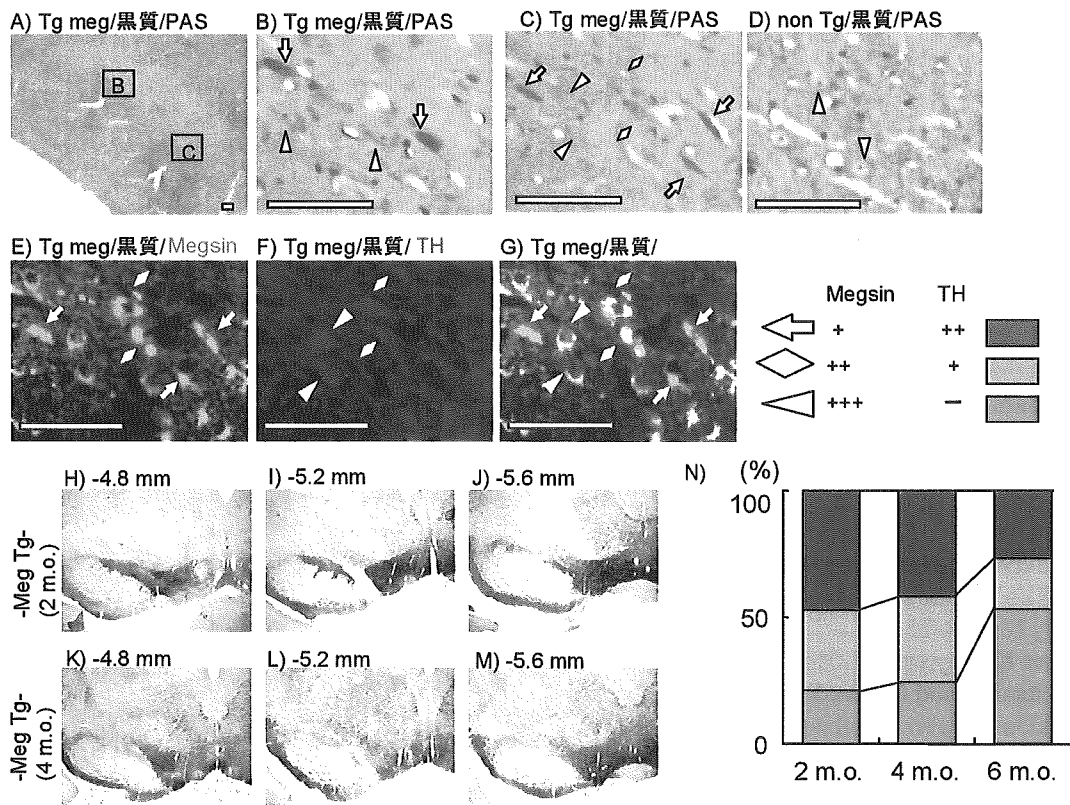 A) Tg meg/黒質/PAS
B) Tg meg/黒質/PAS
C) Tg meg/黒質/PAS
D) non Tg/黒質/PAS
B
C
E) Tg meg/黒質/Megsin
F) Tg meg/黒質/ TH
G) Tg meg/黒質/
Megsin TH
+ ++
++ +
+++ −
H) -4.8 mm
I) -5.2 mm
J) -5.6 mm
-Meg Tg-
(2 m.o.)
K) -4.8 mm
L) -5.2 mm
M) -5.6 mm
-Meg Tg-
(4 m.o.)
N) (%)
100
50
0
2 m.o. 4 m.o. 6 m.o.